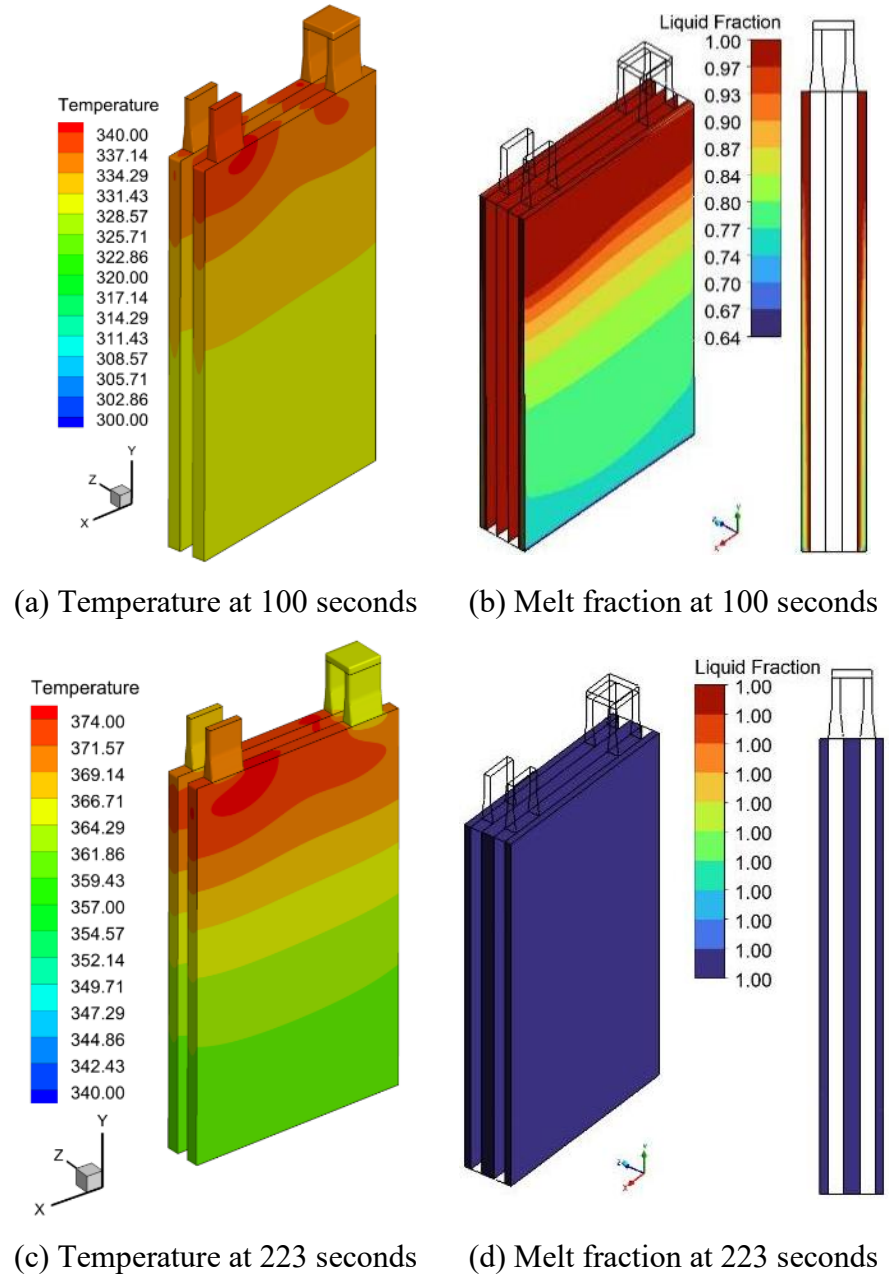 Temperature
340.00
337.14
334.29
331.43
328.57
325.71
322.86
320.00
317.14
314.29
311.43
308.57
305.71
302.86
300.00
Y
Z
X
Liquid Fraction
1.00
0.97
0.93
0.90
0.87
0.84
0.80
0.77
0.74
0.70
0.67
0.64
Y
Z
X
(a) Temperature at 100 seconds
(b) Melt fraction at 100 seconds
Temperature
374.00
371.57
369.14
366.71
364.29
361.86
359.43
357.00
354.57
352.14
349.71
347.29
344.86
342.43
340.00
Y
Z
X
Liquid Fraction
1.00
1.00
1.00
1.00
1.00
1.00
1.00
1.00
1.00
1.00
1.00
Y
Z
X
(c) Temperature at 223 seconds
(d) Melt fraction at 223 seconds